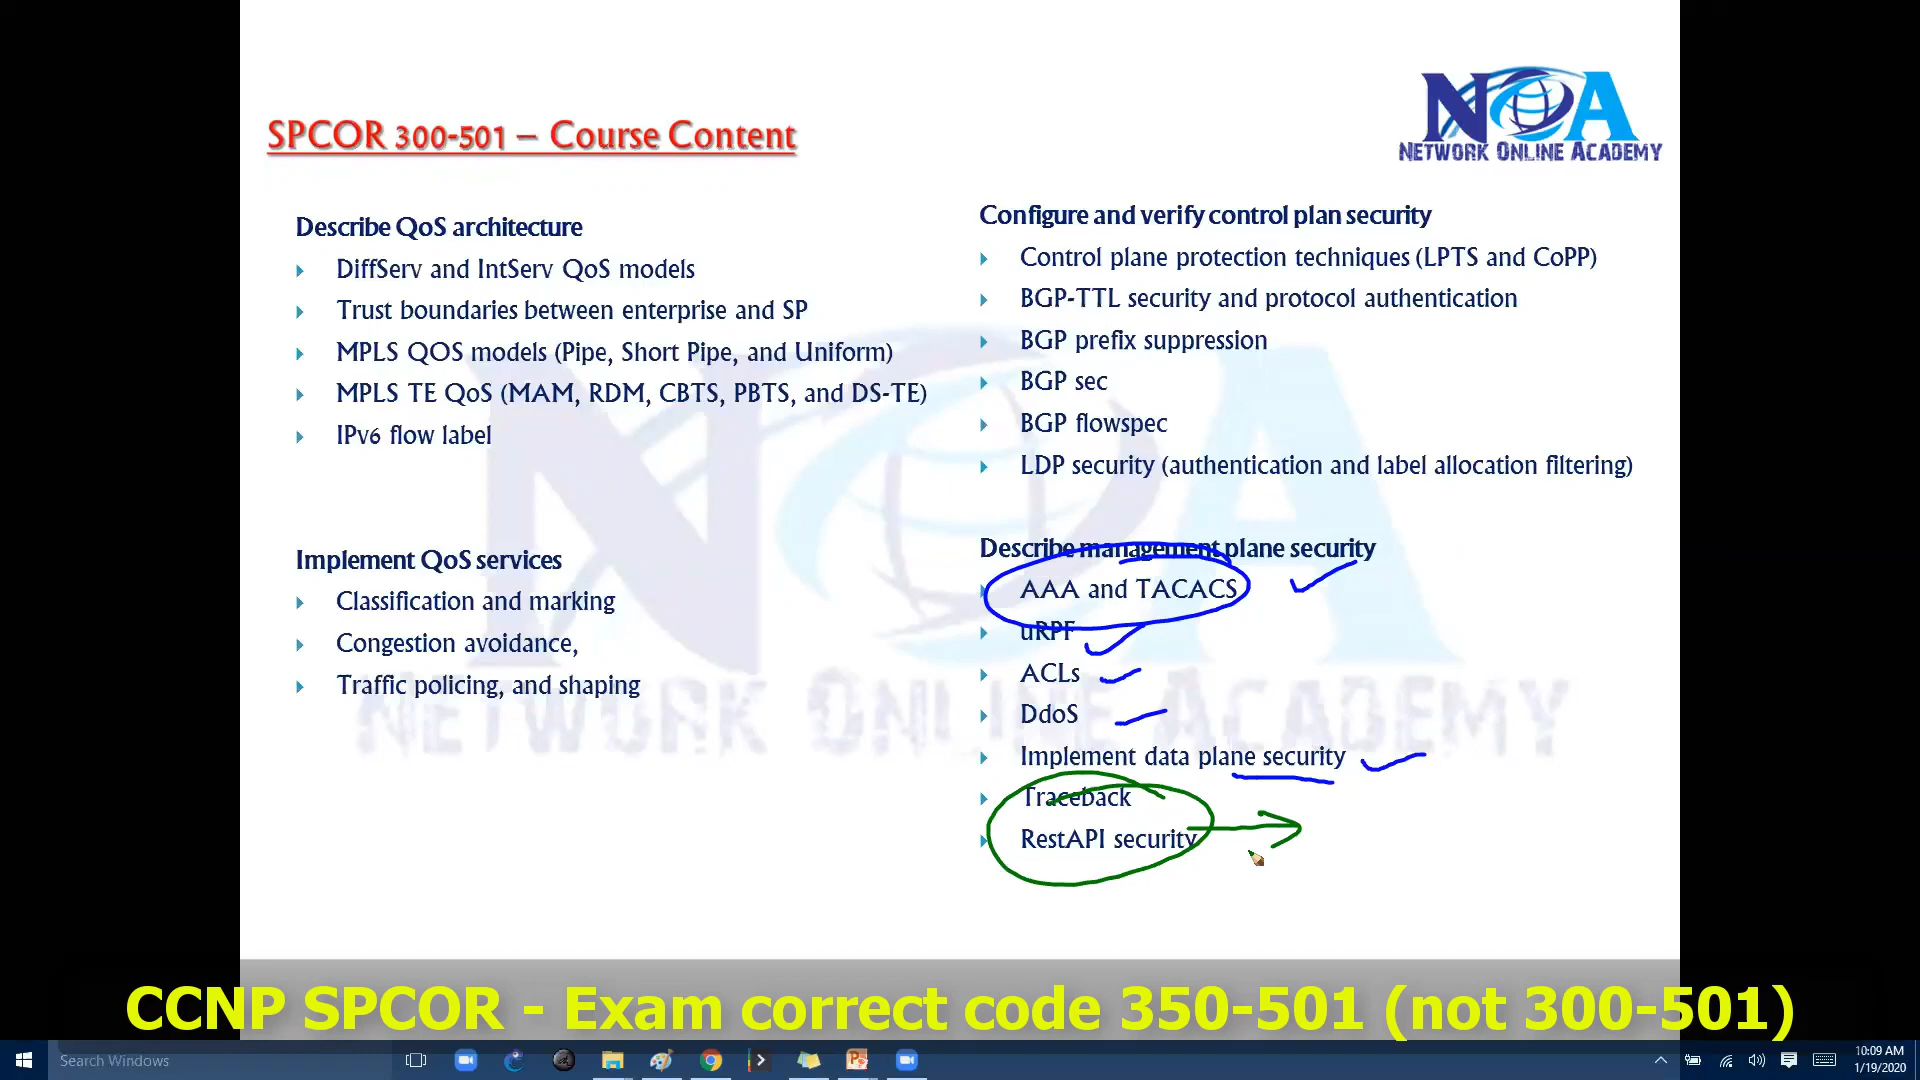 SPCOR 300-501 – Course Content
NOA
NETWORK ONLINE ACADEMY
Describe QoS architecture
DiffServ and IntServ QoS models
Trust boundaries between enterprise and SP
MPLS QOS models (Pipe, Short Pipe, and Uniform)
MPLS TE QoS (MAM, RDM, CBTS, PBTS, and DS-TE)
IPv6 flow label
Implement QoS services
Classification and marking
Congestion avoidance,
Traffic policing, and shaping
Configure and verify control plan security
Control plane protection techniques (LPTS and CoPP)
BGP-TTL security and protocol authentication
BGP prefix suppression
BGP sec
BGP flowspec
LDP security (authentication and label allocation filtering)
Describe management plane security
AAA and TACACS
uRPF
ACLs
DdoS
Implement data plane security
Traceback
RestAPI security
NOA
NETWORK ONLINE ACADEMY
CCNP SPCOR - Exam correct code 350-501 (not 300-501)
Search Windows
10:09 AM
1/19/2020